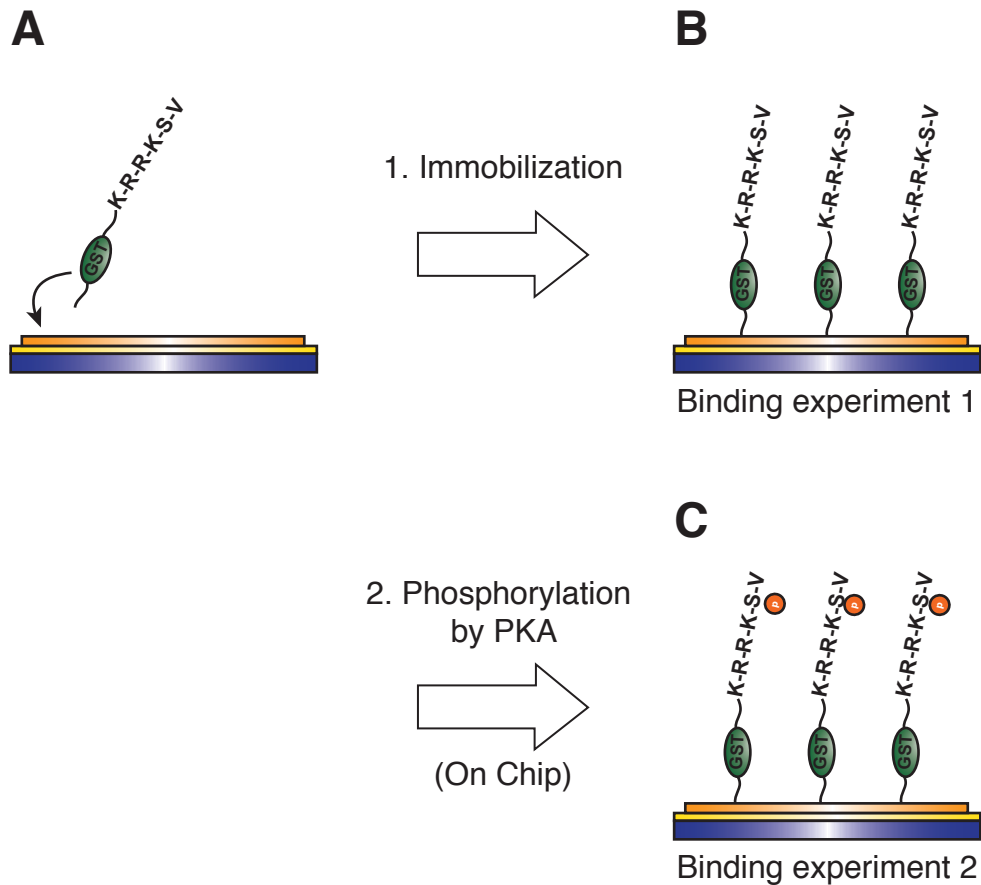 A
K-R-R-K-S-V
GST
1. Immobilization
B
K-R-R-K-S-V
K-R-R-K-S-V
K-R-R-K-S-V
GST
GST
GST
Binding experiment 1
2. Phosphorylation
by PKA
(On Chip)
C
K-R-R-K-S-V
P
K-R-R-K-S-V
P
K-R-R-K-S-V
P
GST
GST
GST
Binding experiment 2